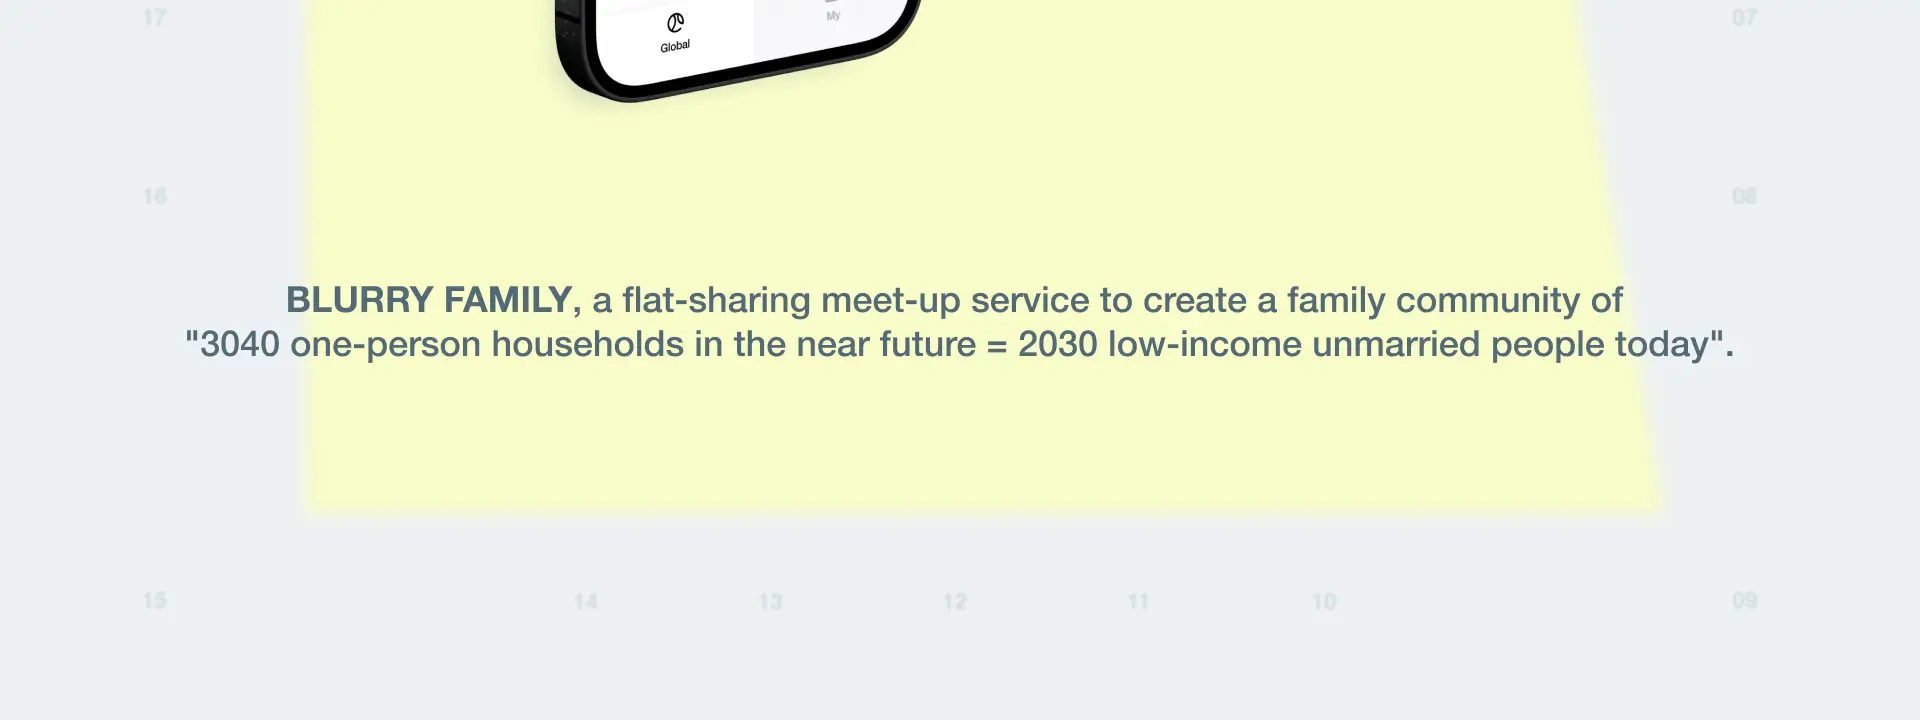 17
My
07
Global
16
08
BLURRY FAMILY, a flat-sharing meet-up service to create a family community of
"3040 one-person households in the near future = 2030 low-income unmarried people today".
15
14
13
12
11
10
09